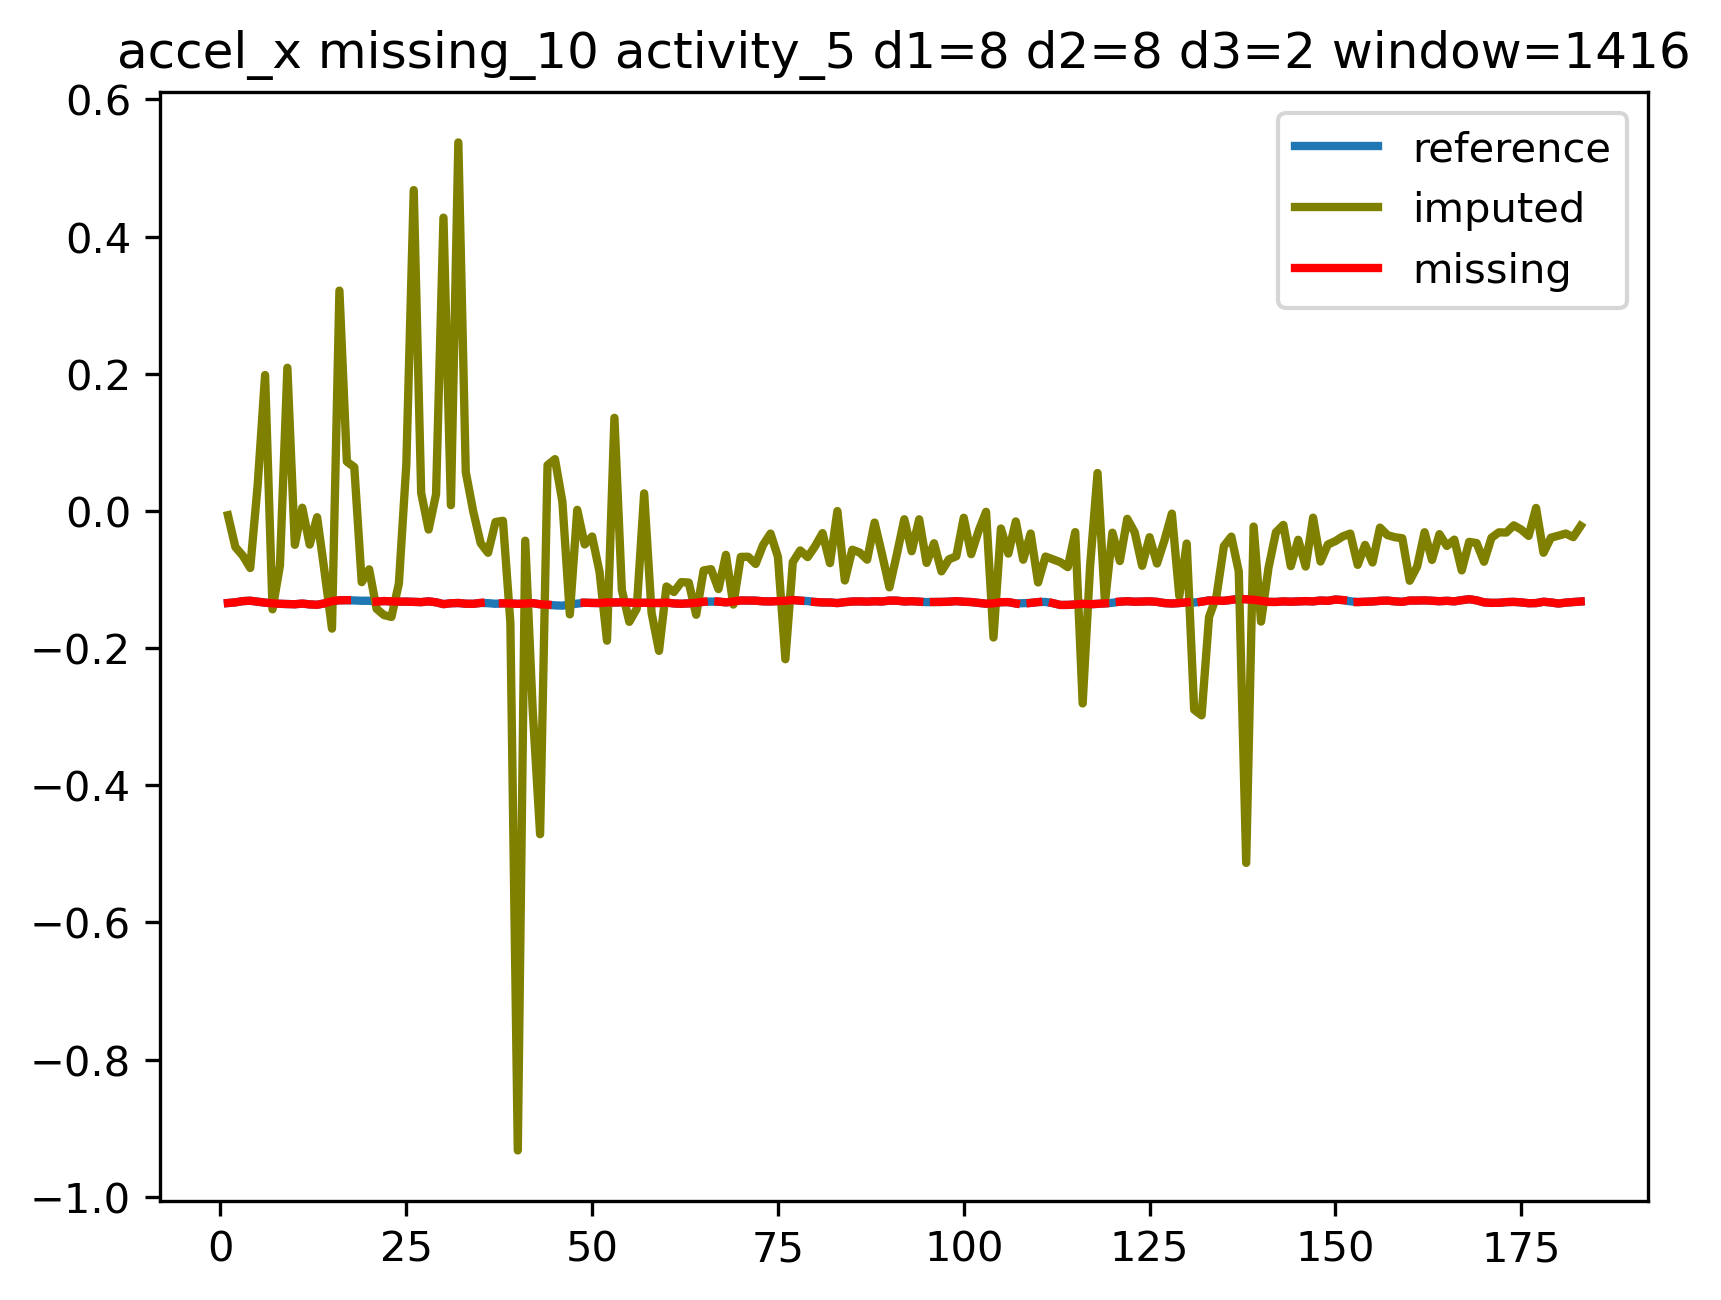 accel_x missing_10 activity_5 d1=8 d2=8 d3=2 window=1416
reference
imputed
missing
0.6
0.4
0.2
0.0
−0.2
−0.4
−0.6
−0.8
−1.0
0 25 50 75 100 125 150 175